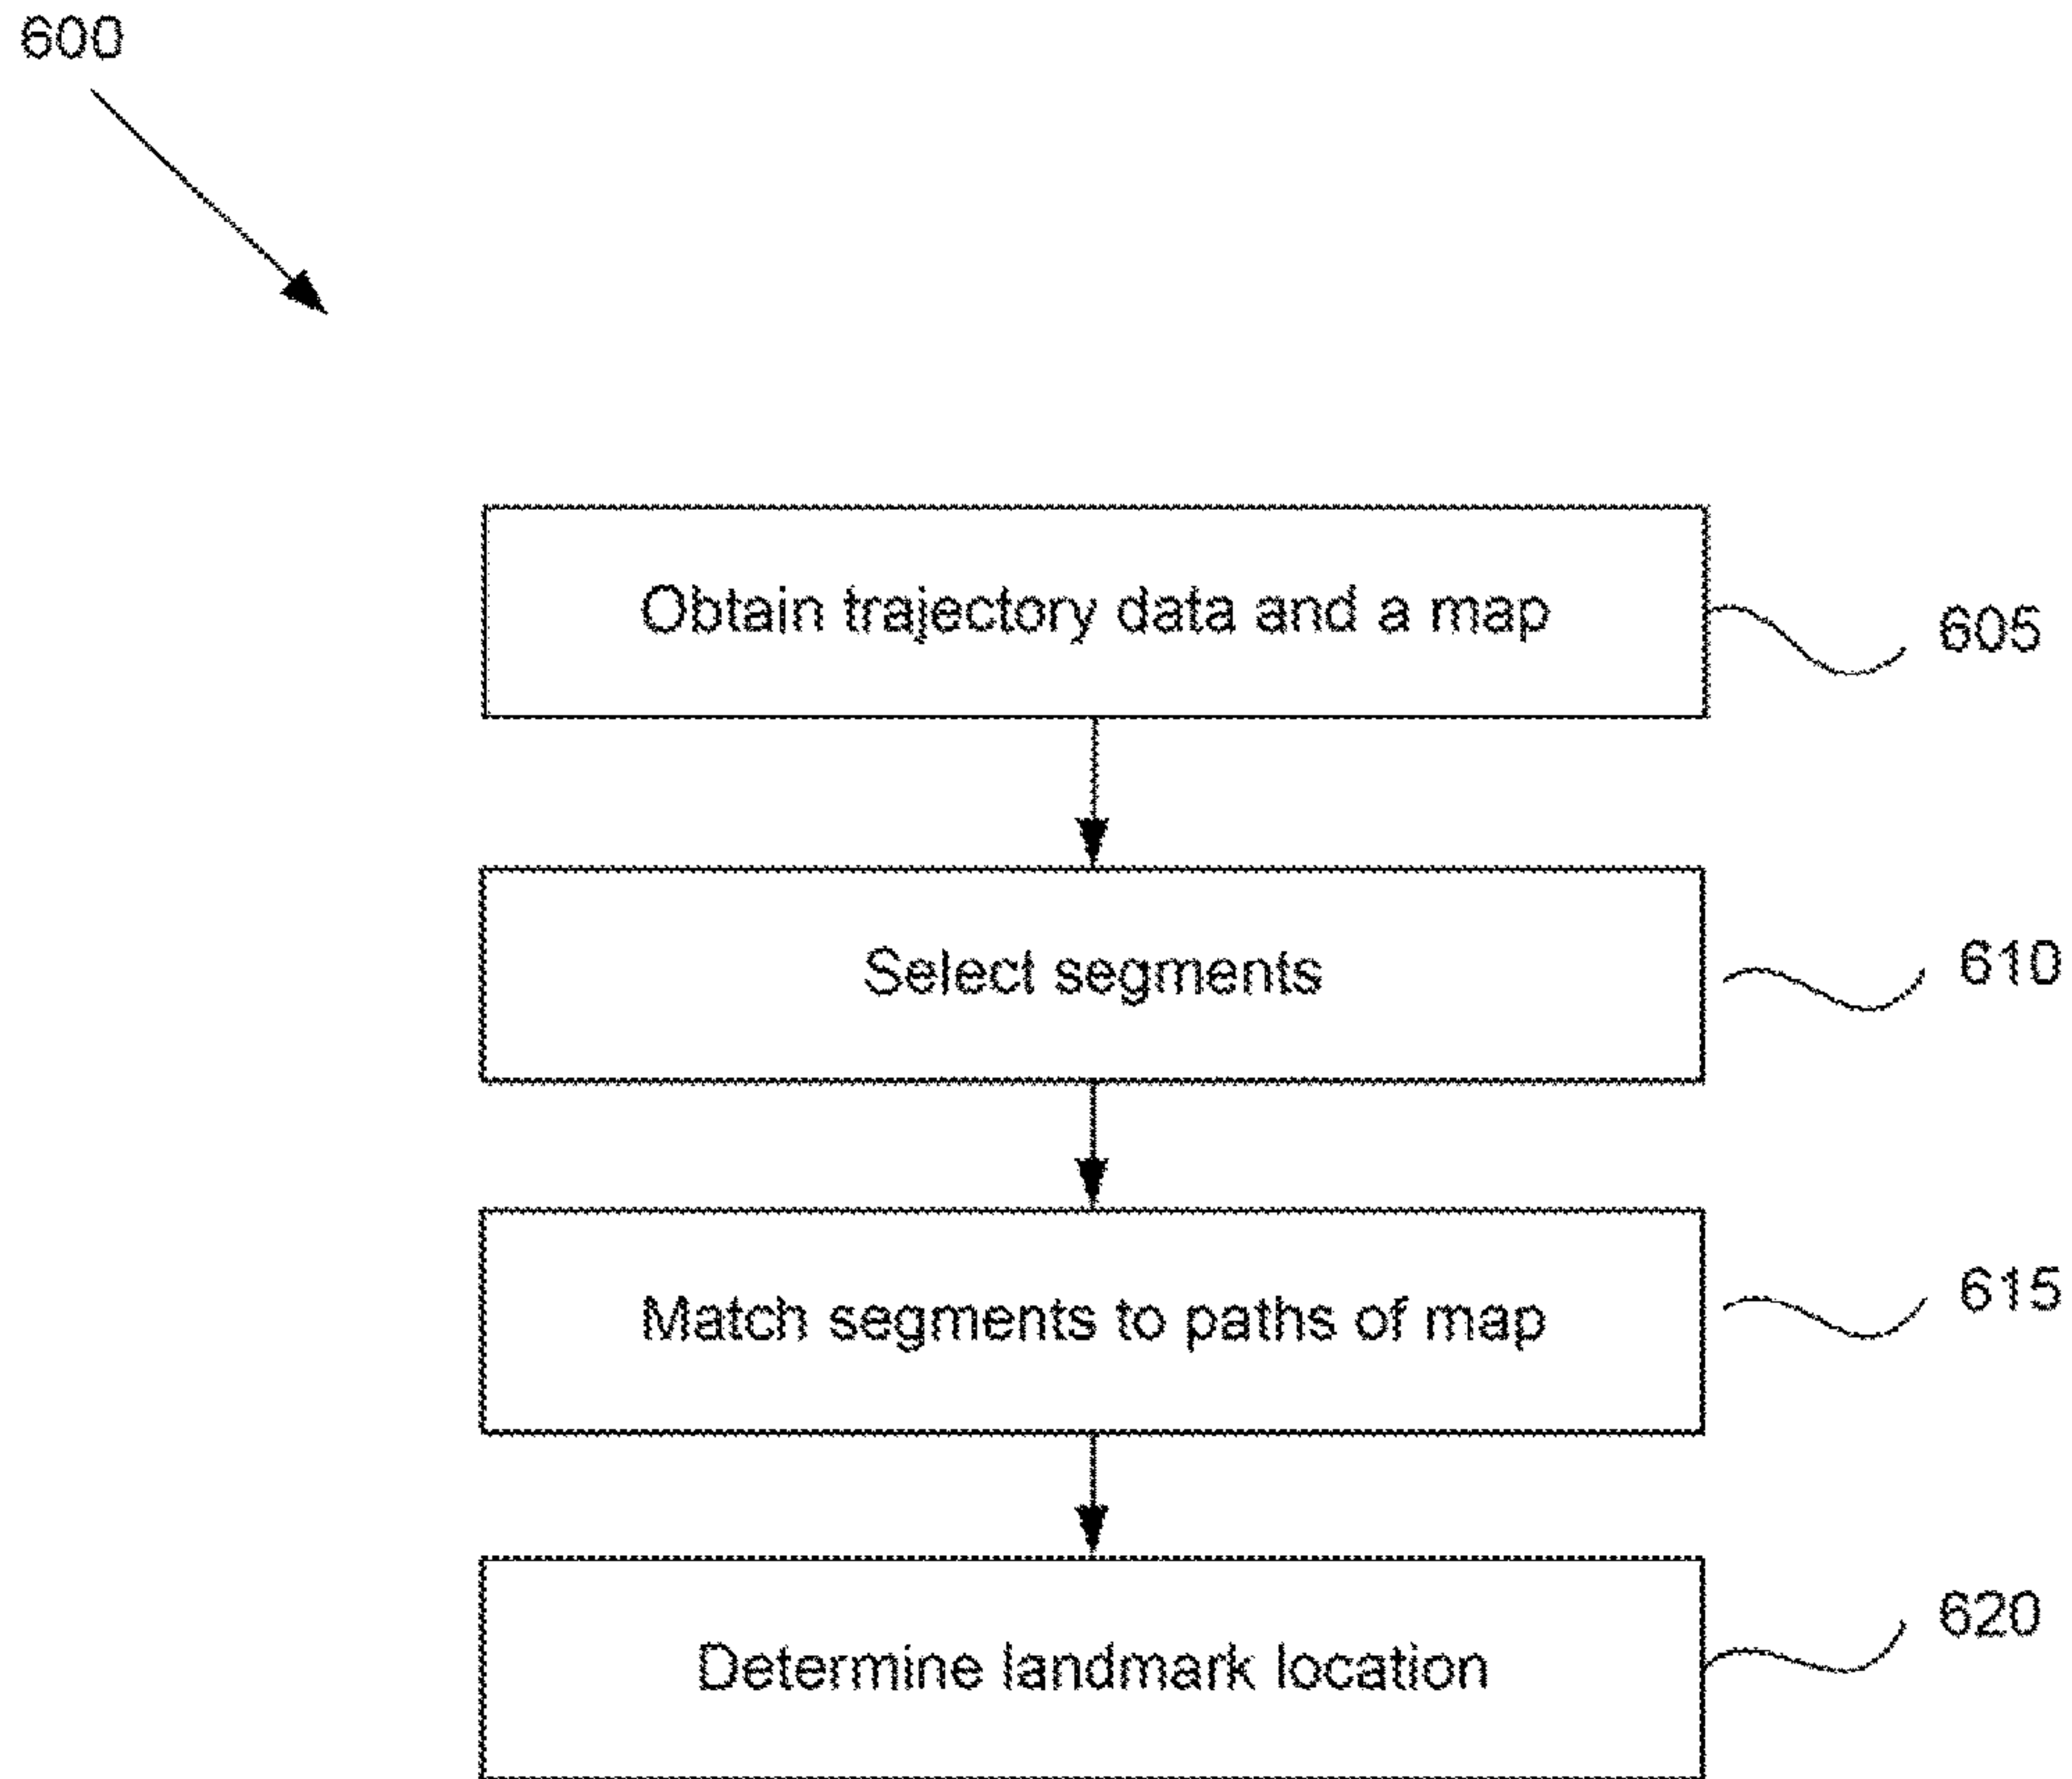 600
Obtain trajectory data and a map
605
Select segments
610
Match segments to paths of map
615
Determine landmark location
620